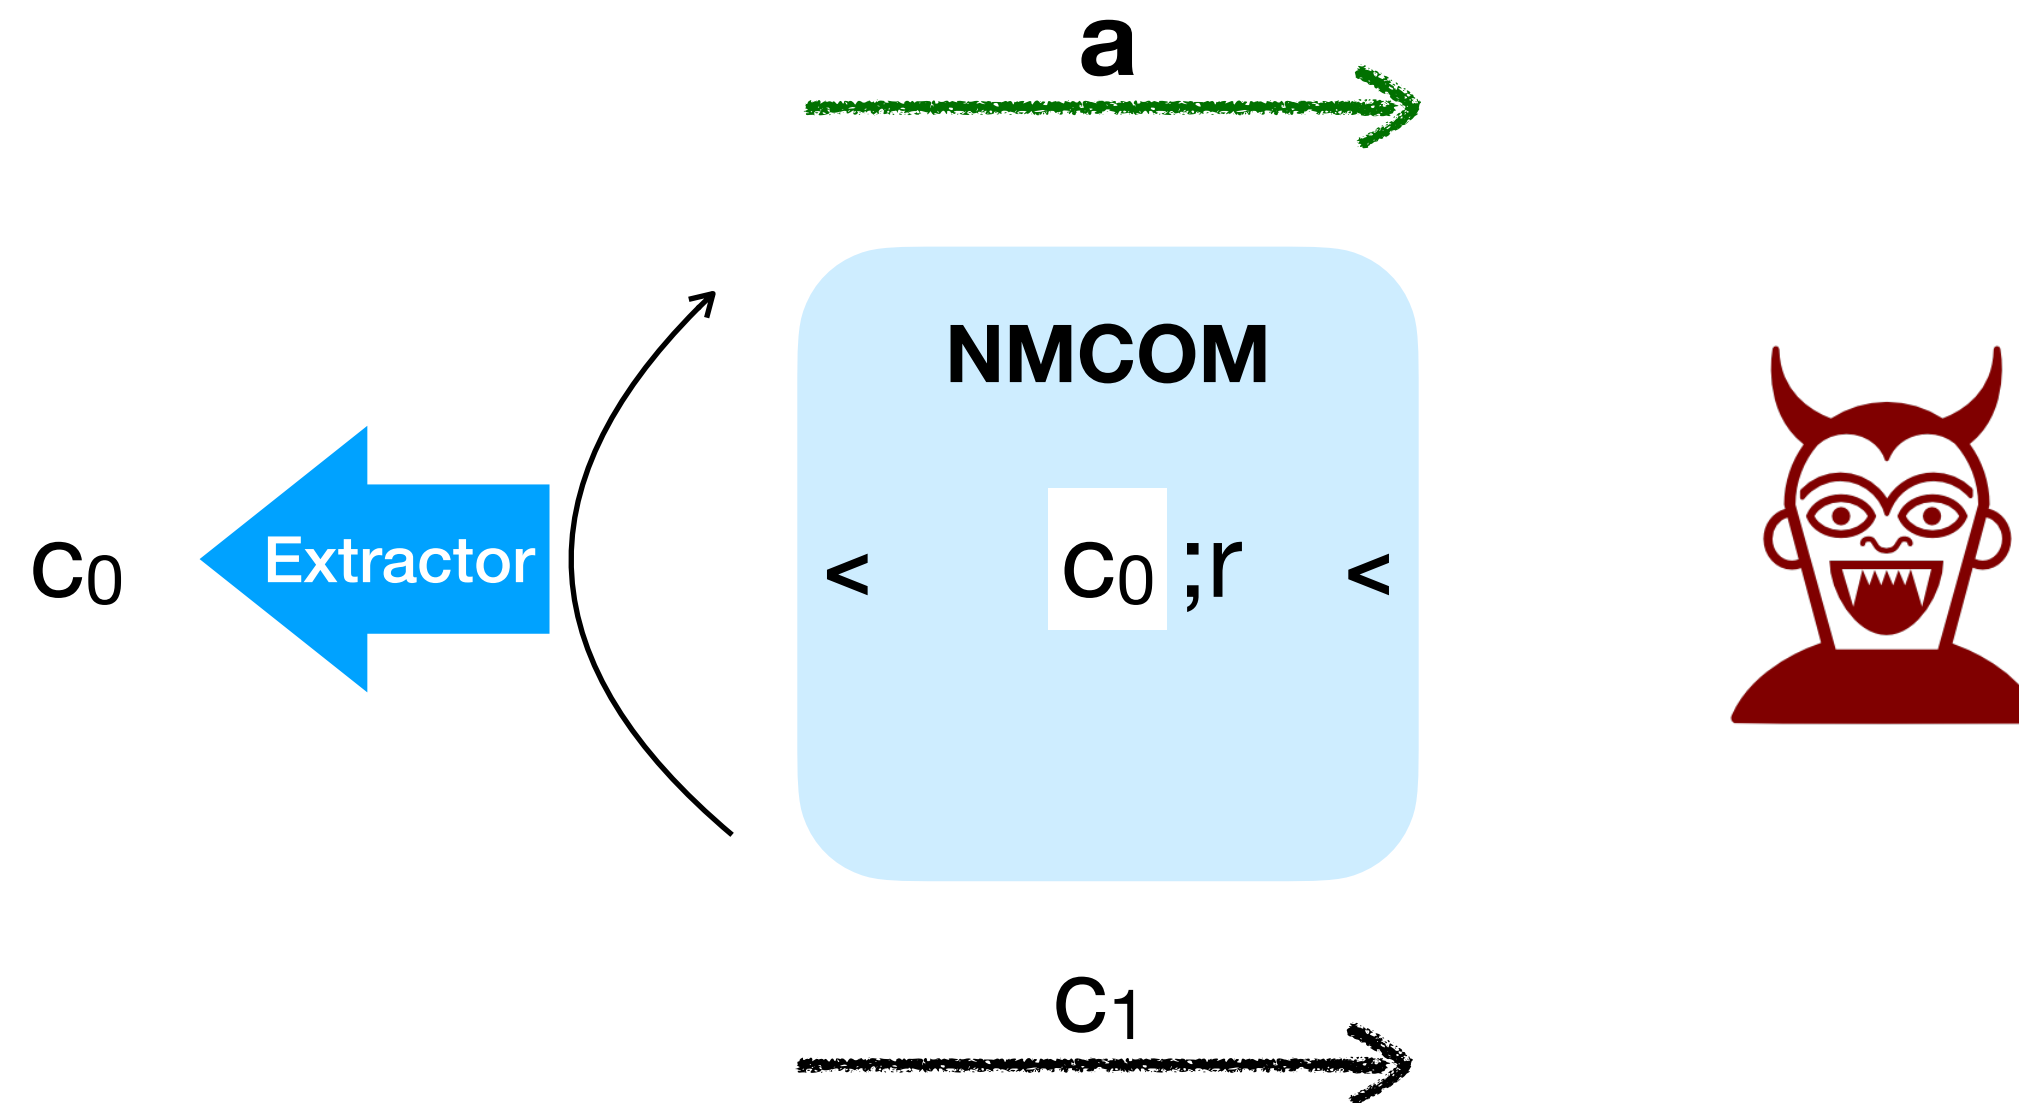 a
NMCOM
c₀
Extractor
<
c₀ ;r
<
c₁